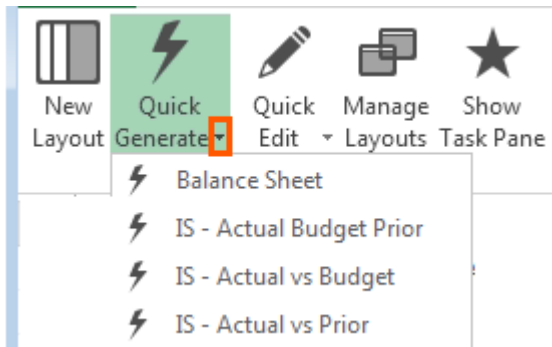 New Quick Quick Manage Show
Layout Generate Edit Layouts Task Pane
Balance Sheet
IS - Actual Budget Prior
IS - Actual vs Budget
IS - Actual vs Prior